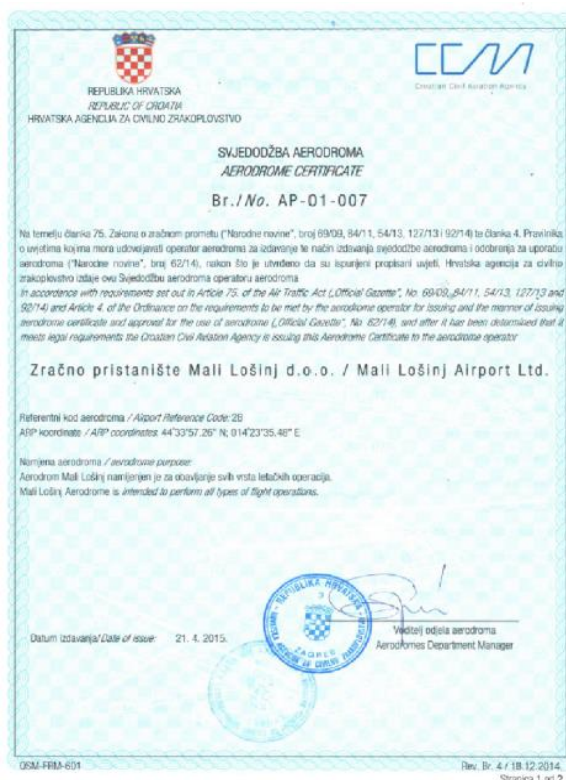 CCAA
Croatian Civil Aviation Agency
REPUBLIKA HRVATSKA
REPUBLIC OF CROATIA
HRVATSKA AGENCIJA ZA CIVILNO ZRAKOPLOVSTVO
SVJEDODŽBA AERODROMA
AERODROME CERTIFICATE
Br./No. AP-01-007
Na temelju članka 75. Zakona o zračnom prometu ("Narodne novine", broj 69/09, 84/11, 54/13, 127/13 i 92/14) te članka 4. Pravilnika
o uvjetima kojima mora udovoljavati operator aerodroma za izdavanje te način izdavanja svjedodžbe aerodroma i odobrenja za uporabu
aerodroma ("Narodne novine", broj 62/14), nakon što je utvrđeno da su ispunjeni propisani uvjeti, Hrvatska agencija za civilno
zrakoplovstvo izdaje ovu Svjedodžbu aerodroma operatoru aerodroma
In accordance with requirements set out in Article 75. of the Air Traffic Act („Official Gazette", No. 69/09, 84/11, 54/13, 127/13 and
92/14) and Article 4. of the Ordinance on the requirements to be met by the aerodrome operator for issuing and the manner of issuing
aerodrome certificate and approval for the use of aerodrome („Official Gazette", No. 62/14), and after it has been determined that it
meets legal requirements the Croatian Civil Aviation Agency is issuing this Aerodrome Certificate to the aerodrome operator
Zračno pristanište Mali Lošinj d.o.o. / Mali Lošinj Airport Ltd.
Referentni kod aerodroma / Airport Reference Code: 2B
ARP koordinate / ARP coordinates: 44°33'57.26" N; 014°23'35.48" E
Namjena aerodroma / aerodrome purpose:
Aerodrom Mali Lošinj namijenjen je za obavljanje svih vrsta letačkih operacija.
Mali Lošinj Aerodrome is intended to perform all types of flight operations.
REPUBLIKA HRVATSKA
HRVATSKA AGENCIJA ZA CIVILNO ZRAKOPLOVSTVO
3
ZAGREB
Datum izdavanja/Date of issue: 21. 4. 2015.
Voditelj odjela aerodroma
Aerodromes Department Manager
OSM-FRM-601
Rev. Br. 4 / 18.12.2014.
Stranica 1 od 2